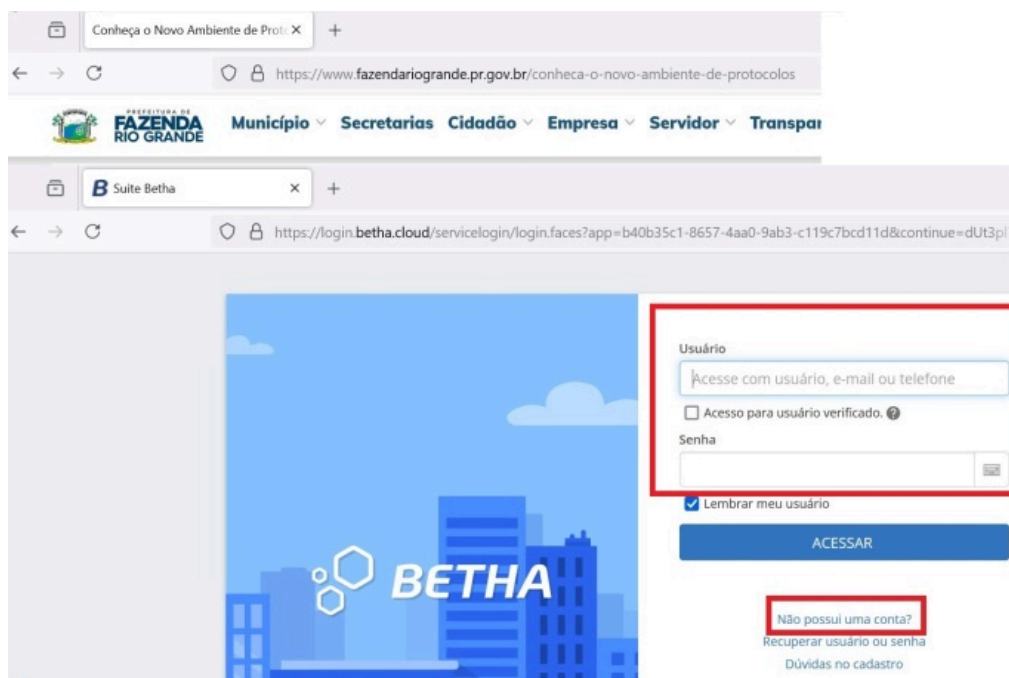 Conheça o Novo Ambiente de Proto
https://www.fazendariogrande.pr.gov.br/conheca-o-novo-ambiente-de-protocolos
PREFEITURA DE
FAZENDA
RIO GRANDE
Município Secretarias Cidadão Empresa Servidor Transpar
B Suite Betha
https://login.betha.cloud/servicelogin/login.faces?app=b40b35c1-8657-4aa0-9ab3-c119c7bcd11d&continue=dUt3pl
Usuário
Acesse com usuário, e-mail ou telefone
Acesso para usuário verificado. ?
Senha
Lembrar meu usuário
ACESSAR
BETHA
Não possui uma conta?
Recuperar usuário ou senha
Dúvidas no cadastro